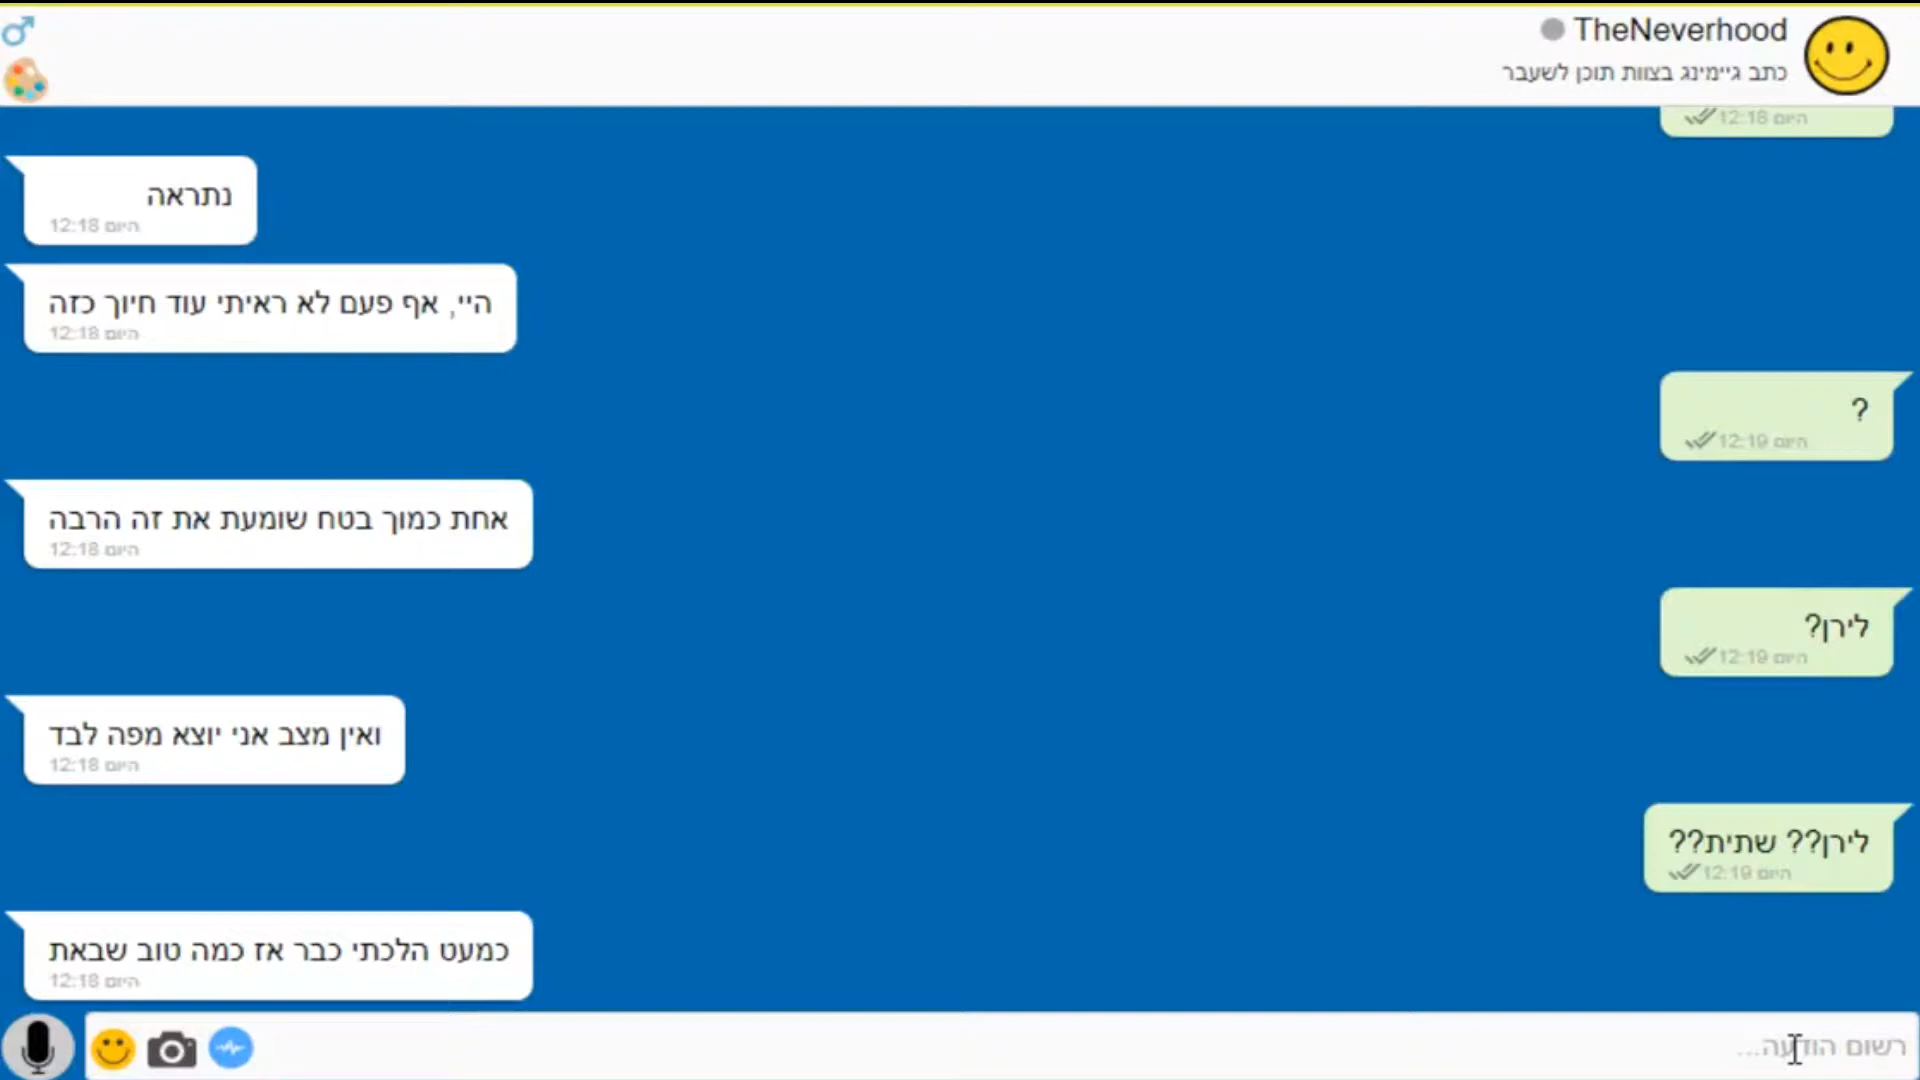 TheNeverhood
כתב גיימינג בצוות תוכן לשעבר
היום 12:18
נתראה
היום 12:18
היי, אף פעם לא ראיתי עוד חיוך כזה
היום 12:18
?
היום 12:19
אחת כמוך בטח שומעת את זה הרבה
היום 12:18
לירן?
היום 12:19
ואין מצב אני יוצא מפה לבד
היום 12:18
לירן?? שתית??
היום 12:19
כמעט הלכתי כבר אז כמה טוב שבאת
היום 12:18
רשום הודעה...